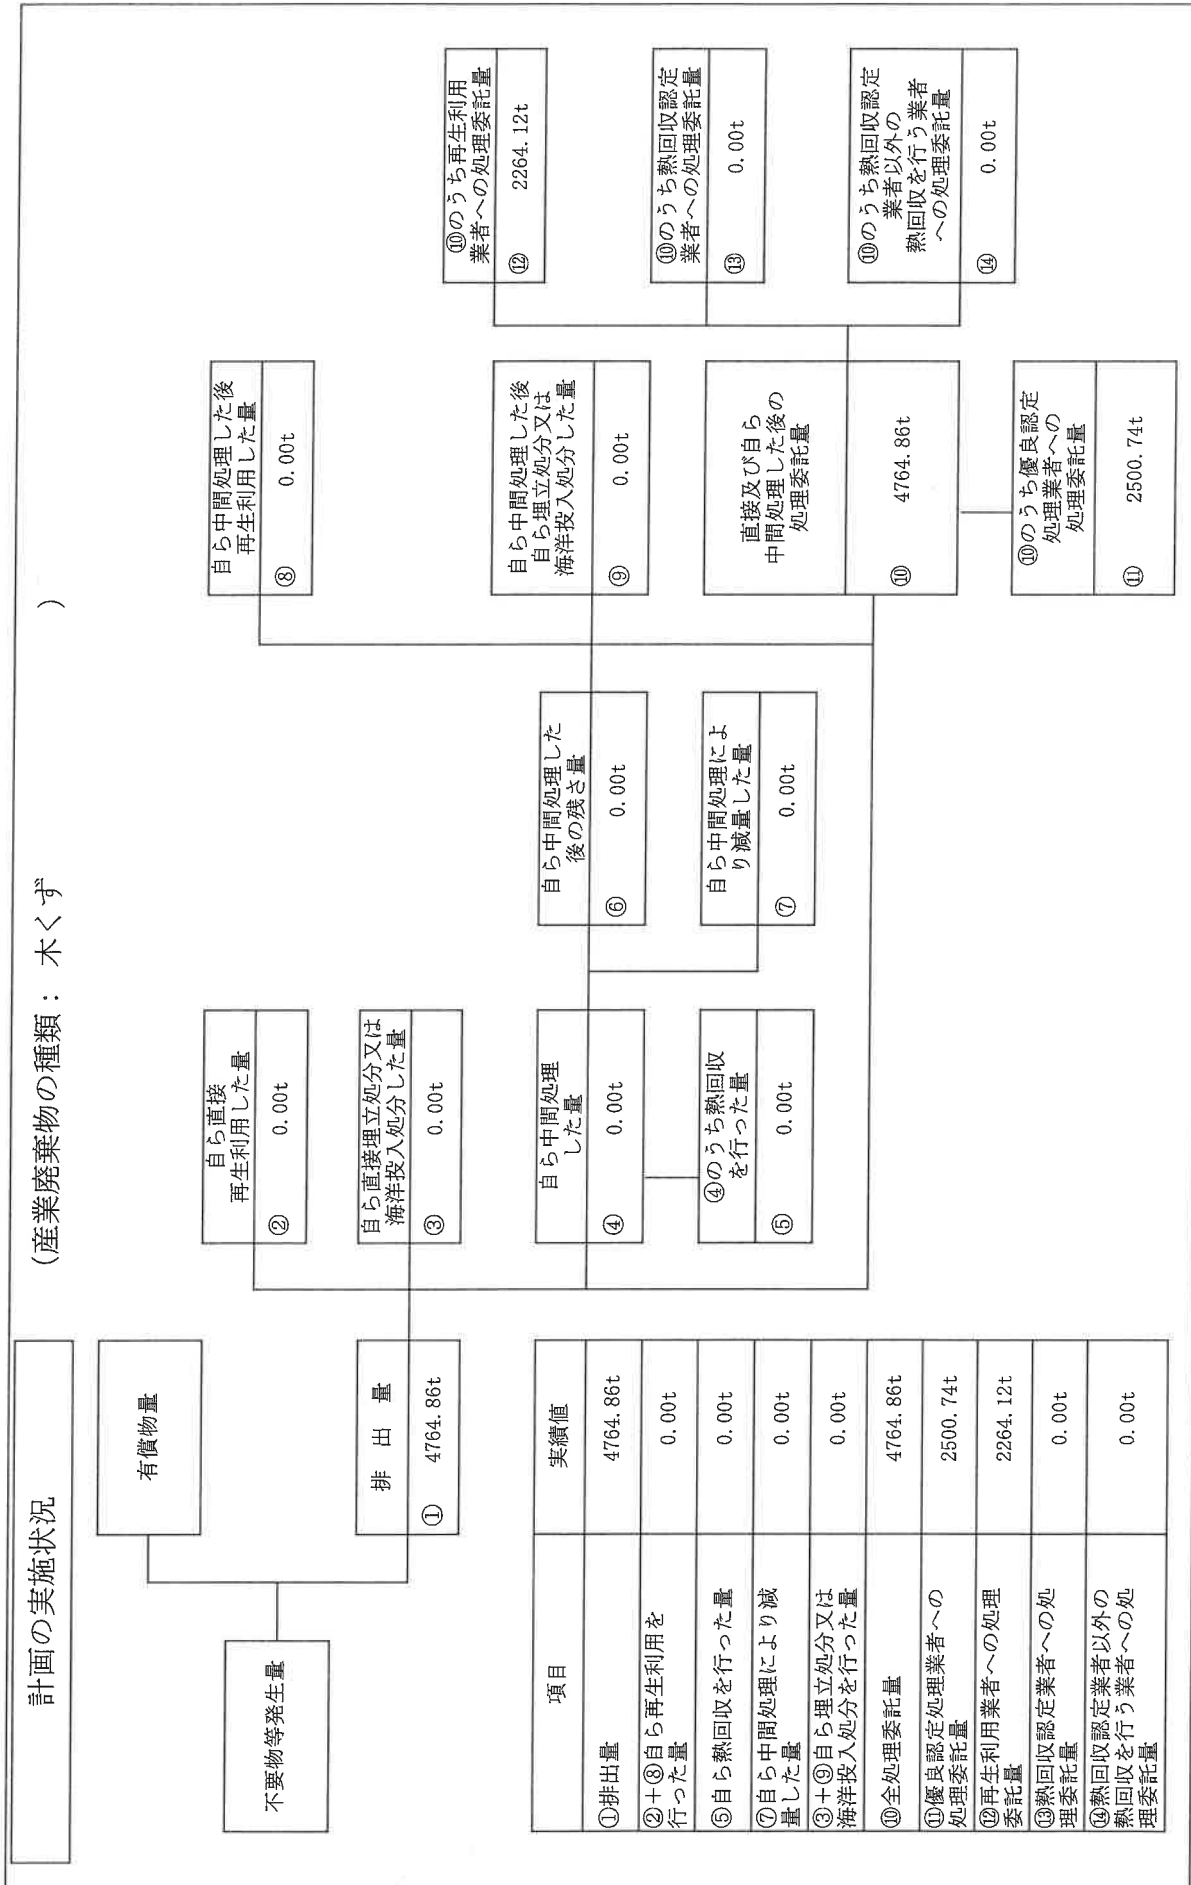 計画の実施状況
(産業廃棄物の種類： 木くず )
不要物等発生量
有償物量
排 出 量
① 4764.86t
自ら直接
再生利用した量
② 0.00t
自ら直接埋立処分又は
海洋投入処分した量
③ 0.00t
自ら中間処理
した量
④ 0.00t
④のうち熱回収
を行った量
⑤ 0.00t
自ら中間処理した
後の残さ量
⑥ 0.00t
自ら中間処理によ
り減量した量
⑦ 0.00t
自ら中間処理した後
再生利用した量
⑧ 0.00t
自ら中間処理した後
自ら埋立処分又は
海洋投入処分した量
⑨ 0.00t
直接及び自ら
中間処理した後の
処理委託量
⑩ 4764.86t
⑩のうち優良認定
処理業者への
処理委託量
⑪ 2500.74t
⑩のうち再生利用
業者への処理委託量
⑫ 2264.12t
⑩のうち熱回収認定
業者への処理委託量
⑬ 0.00t
⑩のうち熱回収認定
業者以外の
熱回収を行う業者
への処理委託量
⑭ 0.00t
項目 実績値
①排出量 4764.86t
②＋⑧自ら再生利用を
行った量 0.00t
⑤自ら熱回収を行った量 0.00t
⑦自ら中間処理により減
量した量 0.00t
③＋⑨自ら埋立処分又は
海洋投入処分を行った量 0.00t
⑩全処理委託量 4764.86t
⑪優良認定処理業者への
処理委託量 2500.74t
⑫再生利用業者への処理
委託量 2264.12t
⑬熱回収認定業者への処
理委託量 0.00t
⑭熱回収認定業者以外の
熱回収を行う業者への処
理委託量 0.00t